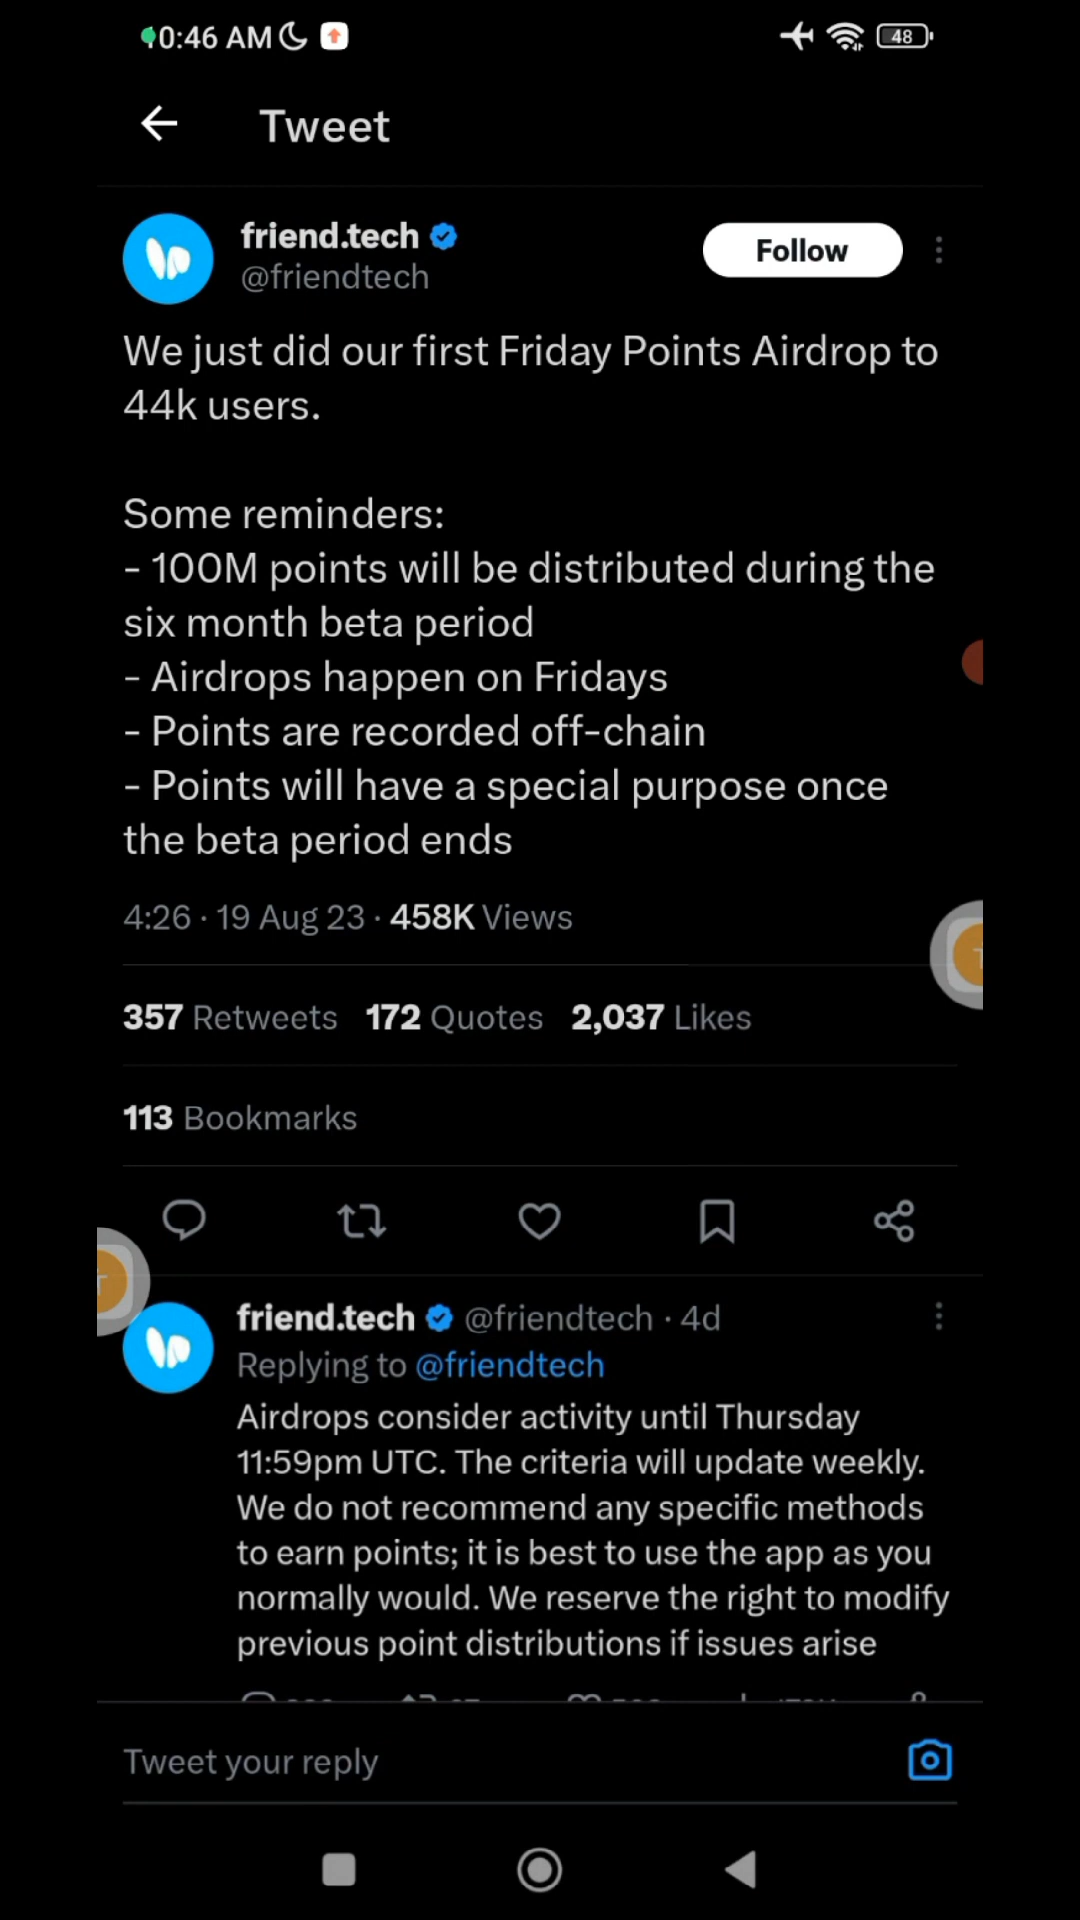 0:46 AM
48
Tweet
friend.tech
@friendtech
Follow
We just did our first Friday Points Airdrop to
44k users.
Some reminders:
- 100M points will be distributed during the
six month beta period
- Airdrops happen on Fridays
- Points are recorded off-chain
- Points will have a special purpose once
the beta period ends
4:26 · 19 Aug 23 · 458K Views
357 Retweets 172 Quotes 2,037 Likes
113 Bookmarks
friend.tech @friendtech · 4d
Replying to @friendtech
Airdrops consider activity until Thursday
11:59pm UTC. The criteria will update weekly.
We do not recommend any specific methods
to earn points; it is best to use the app as you
normally would. We reserve the right to modify
previous point distributions if issues arise
Tweet your reply